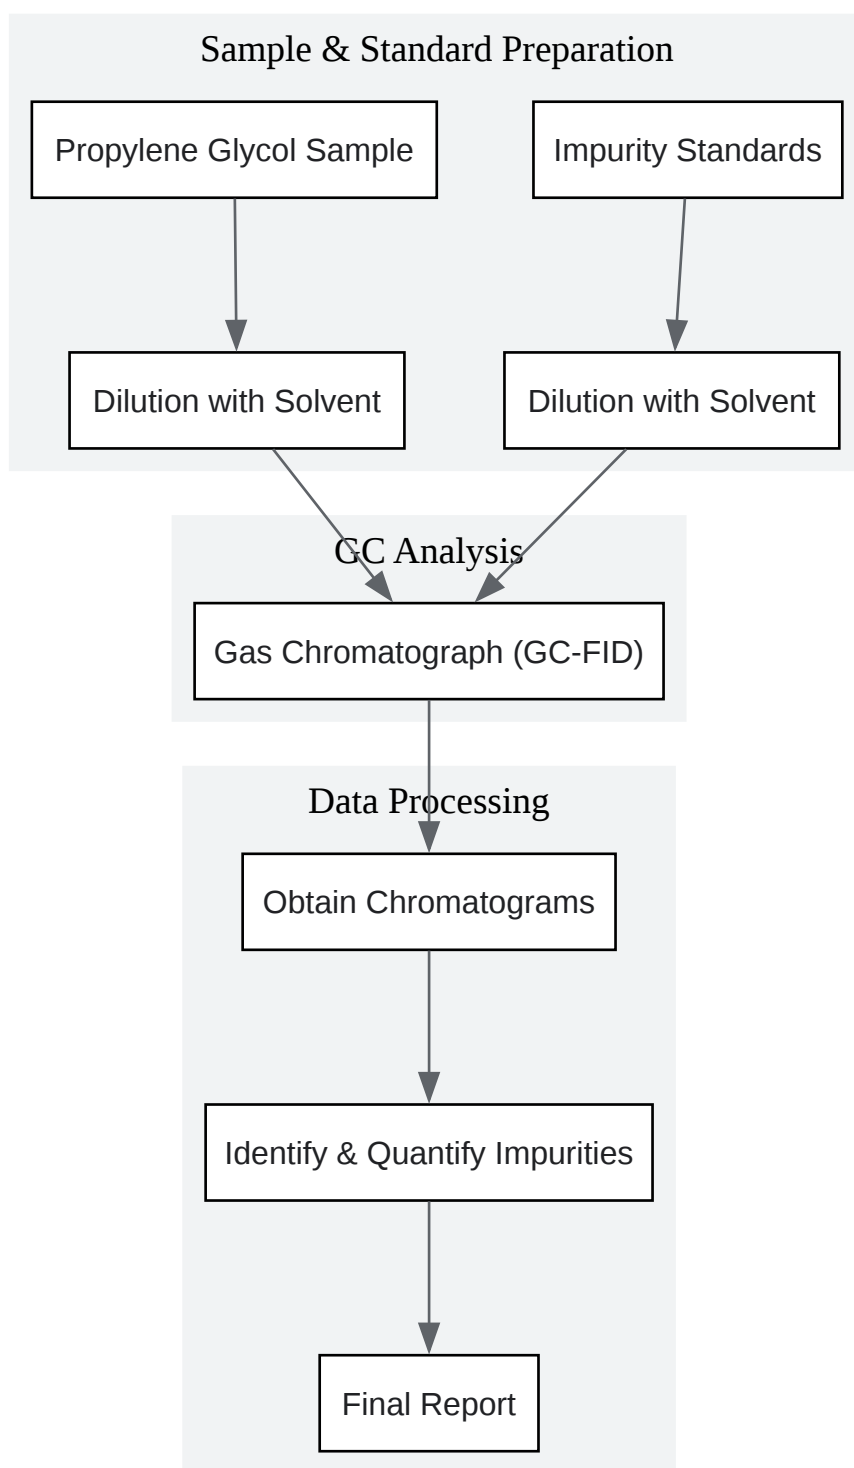 Sample & Standard Preparation
Propylene Glycol Sample
Impurity Standards
Dilution with Solvent
Dilution with Solvent
GC Analysis
Gas Chromatograph (GC-FID)
Data Processing
Obtain Chromatograms
Identify & Quantify Impurities
Final Report